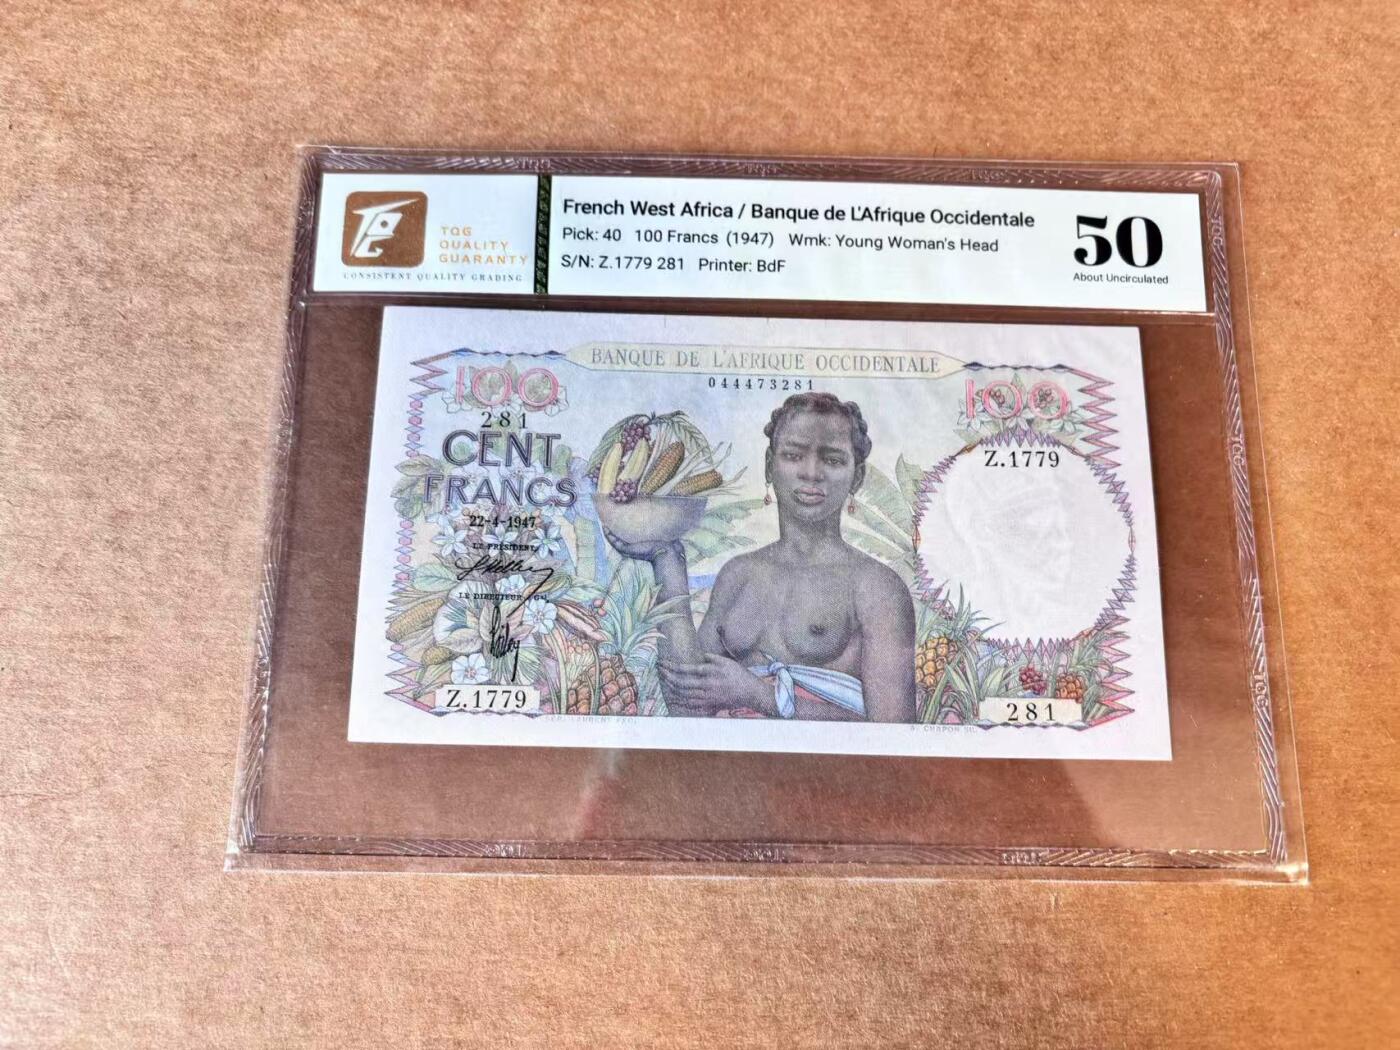 TQG
QUALITY
GUARANTY
CONSISTENT QUALITY GRADING
French West Africa / Banque de L'Afrique Occidentale
Pick: 40 100 Francs (1947) Wmk: Young Woman's Head
S/N: Z.1779 281 Printer: BdF
50
About Uncirculated
BANQUE DE L'AFRIQUE OCCIDENTALE
044473281
100
100
281
CENT
FRANCS
Z.1779
22-4-1947
LE PRÉSIDENT,
LE DIRECTEUR
Z.1779
281